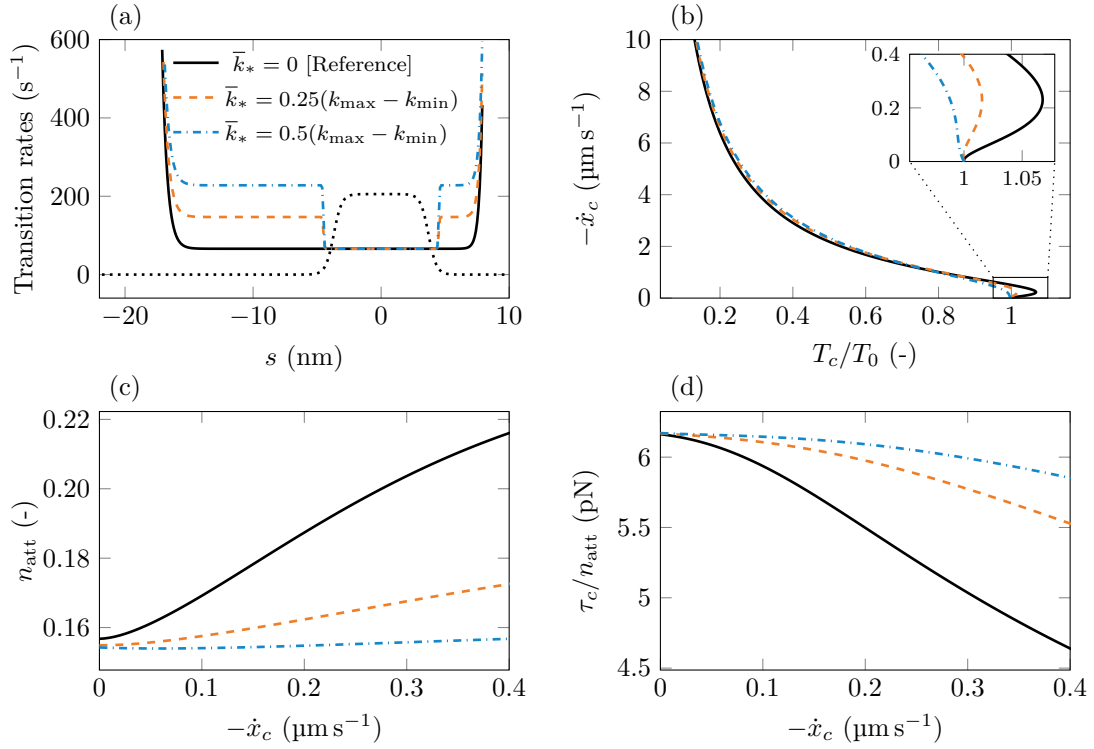 (a)
Transition rates (s⁻¹)
600
400
200
0
k̅* = 0 [Reference]
k̅* = 0.25(kmax − kmin)
k̅* = 0.5(kmax − kmin)
−20
−10
0
10
s (nm)
(b)
−ẋc (µm s⁻¹)
10
8
6
4
2
0
0.4
0.2
0
1
1.05
0.2
0.4
0.6
0.8
1
Tc/T0 (-)
(c)
natt (-)
0.22
0.20
0.18
0.16
0
0.1
0.2
0.3
0.4
−ẋc (µm s⁻¹)
(d)
τc/natt (pN)
6
5.5
5
4.5
0
0.1
0.2
0.3
0.4
−ẋc (µm s⁻¹)